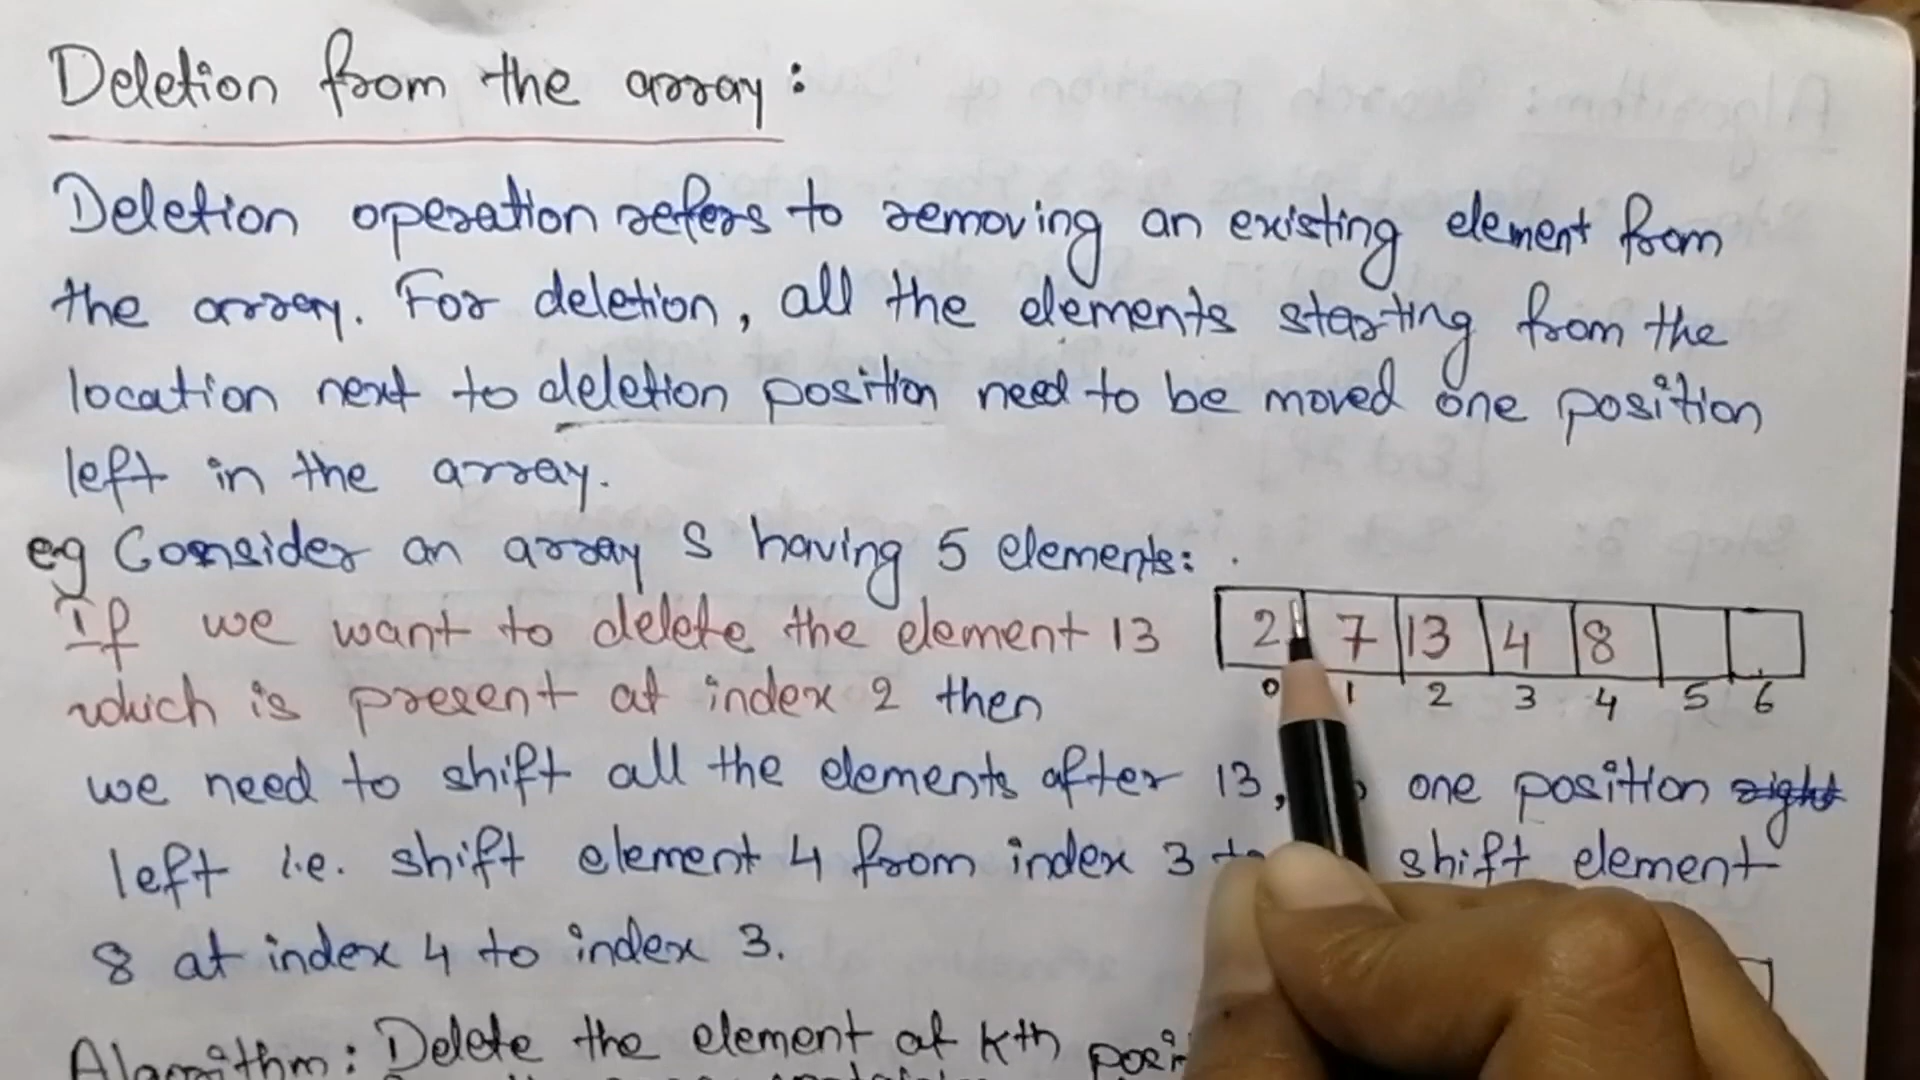 Deletion from the array:
Deletion operation refers to removing an existing element from
the array. For deletion, all the elements starting from the
location next to deletion position need to be moved one position
left in the array.
eg Consider an array S having 5 elements:
If we want to delete the element 13
2 7 13 4 8
which is present at index 2 then
0 1 2 3 4 5 6
we need to shift all the elements after 13, one position right
left i.e. shift element 4 from index 3 to shift element
8 at index 4 to index 3.
Algorithm: Delete the element at Kth